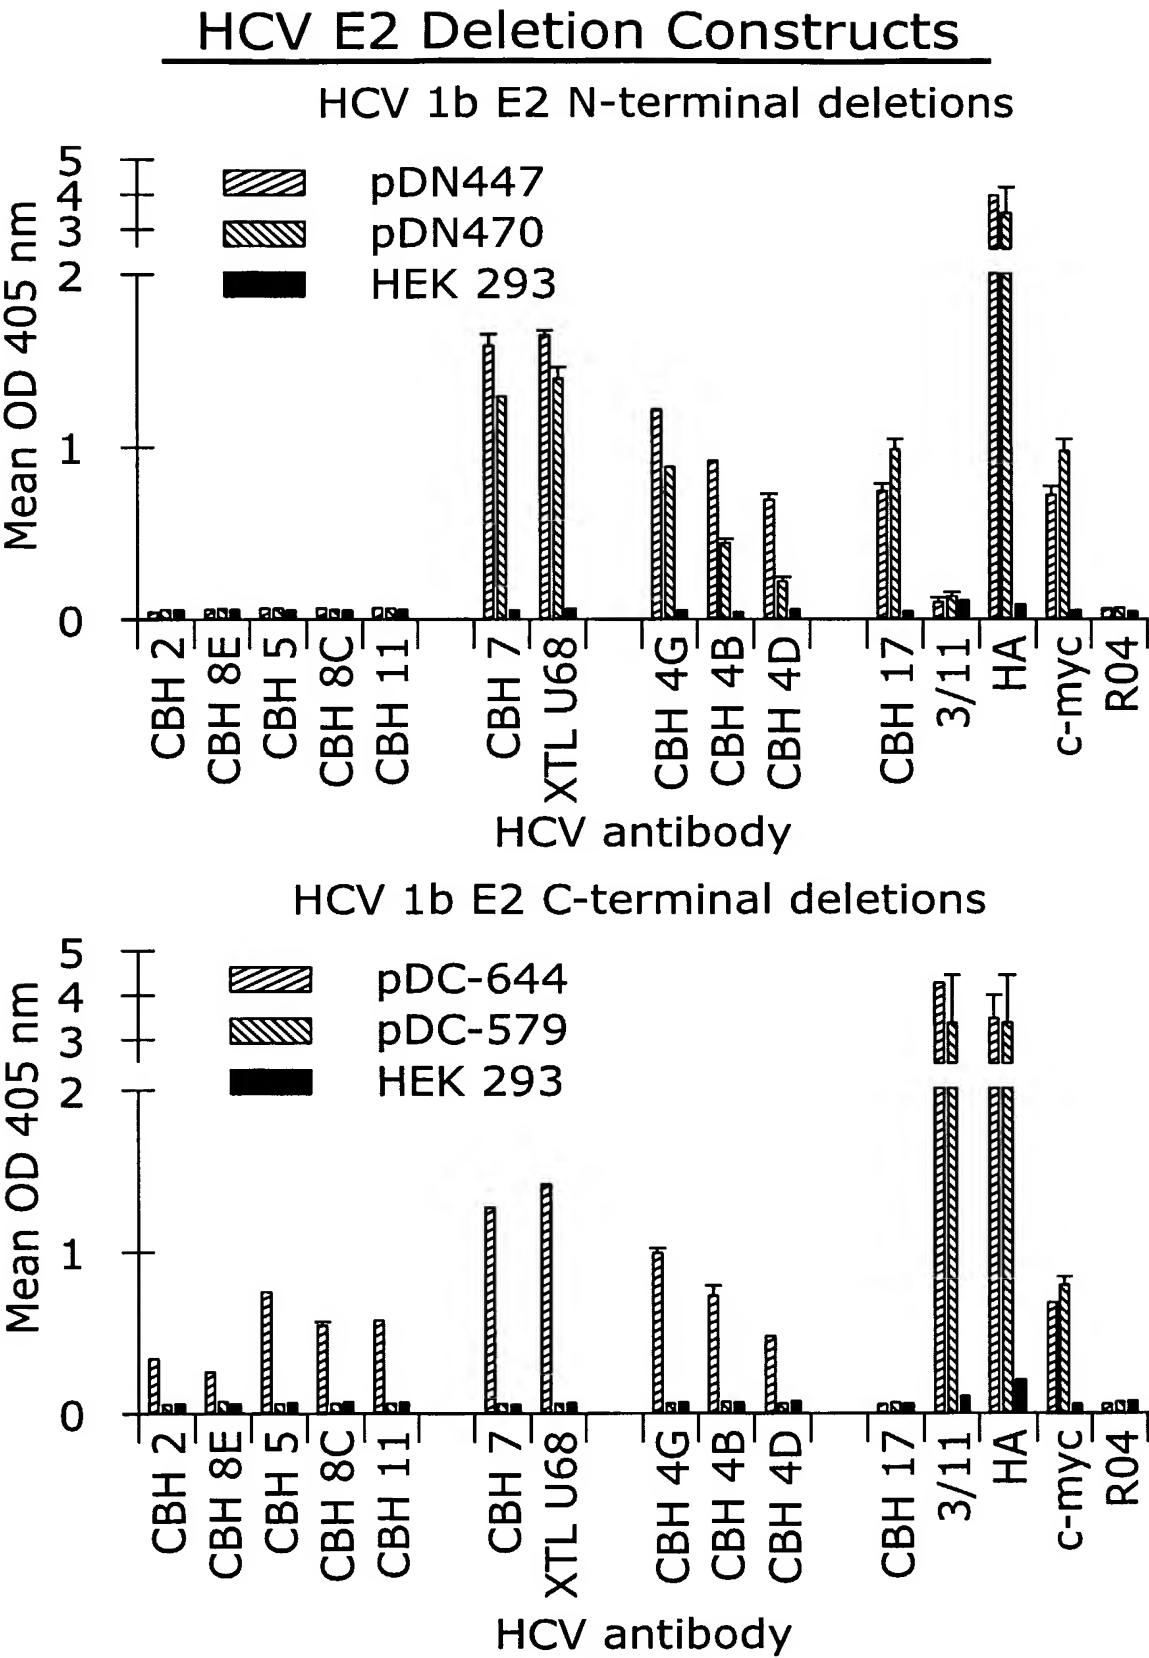 HCV E2 Deletion Constructs
HCV 1b E2 N-terminal deletions
Mean OD 405 nm
5
4
3
2
1
0
pDN447
pDN470
HEK 293
CBH 2
CBH 8E
CBH 5
CBH 8C
CBH 11
CBH 7
XTL U68
CBH 4G
CBH 4B
CBH 4D
CBH 17
3/11
HA
c-myc
R04
HCV antibody
HCV 1b E2 C-terminal deletions
Mean OD 405 nm
5
4
3
2
1
0
pDC-644
pDC-579
HEK 293
CBH 2
CBH 8E
CBH 5
CBH 8C
CBH 11
CBH 7
XTL U68
CBH 4G
CBH 4B
CBH 4D
CBH 17
3/11
HA
c-myc
R04
HCV antibody